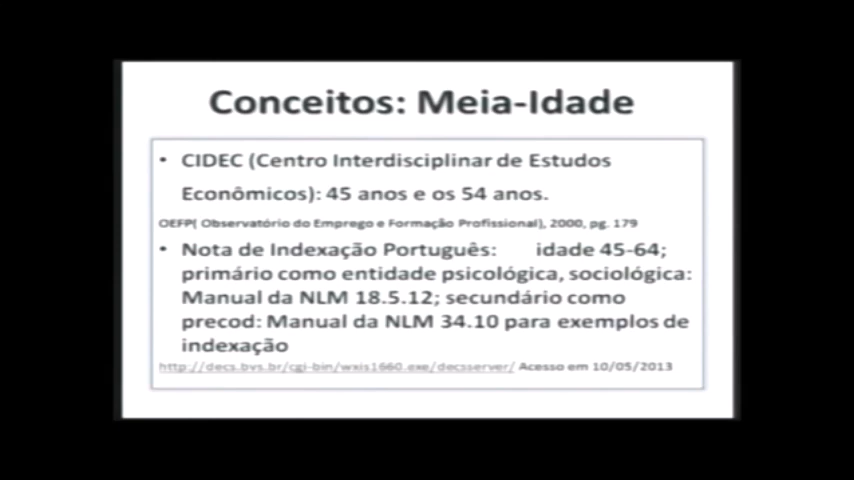 Conceitos: Meia-Idade
• CIDEC (Centro Interdisciplinar de Estudos
Econômicos): 45 anos e os 54 anos.
OEFP( Observatório do Emprego e Formação Profissional), 2000, pg. 179
• Nota de Indexação Português: idade 45-64;
primário como entidade psicológica, sociológica:
Manual da NLM 18.5.12; secundário como
precod: Manual da NLM 34.10 para exemplos de
indexação
http://decs.bvs.br/cgi-bin/wxis1660.exe/decsserver/ Acesso em 10/05/2013